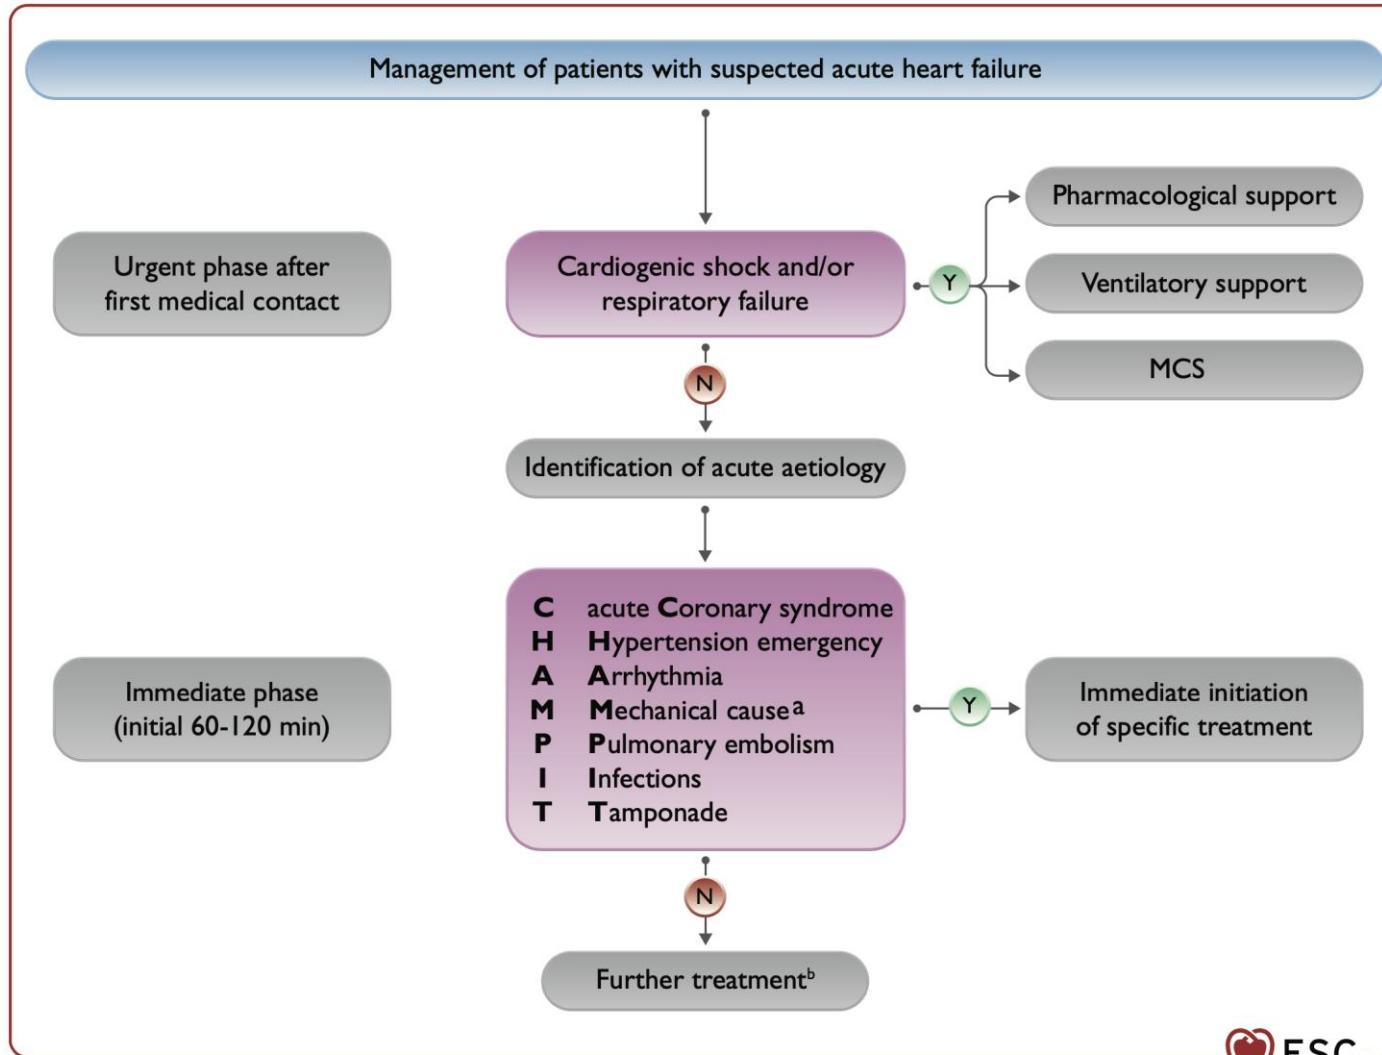 Management of patients with suspected acute heart failure
Urgent phase after
first medical contact
Cardiogenic shock and/or
respiratory failure
Y
Pharmacological support
Ventilatory support
MCS
N
Identification of acute aetiology
Immediate phase
(initial 60-120 min)
C acute Coronary syndrome
H Hypertension emergency
A Arrhythmia
M Mechanical cause a
P Pulmonary embolism
I Infections
T Tamponade
Y
Immediate initiation
of specific treatment
N
Further treatment b
ESC